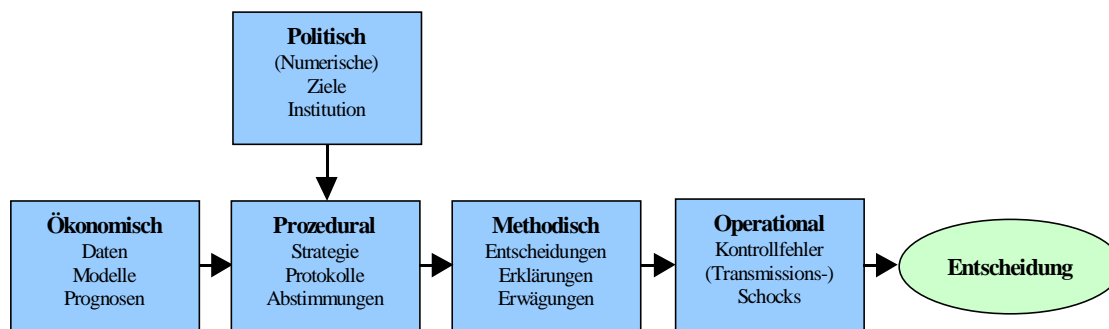 Politisch
(Numerische)
Ziele
Institution
Ökonomisch
Daten
Modelle
Prognosen
Prozedural
Strategie
Protokolle
Abstimmungen
Methodisch
Entscheidungen
Erklärungen
Erwägungen
Operational
Kontrollfehler
(Transmissions-)
Schocks
Entscheidung